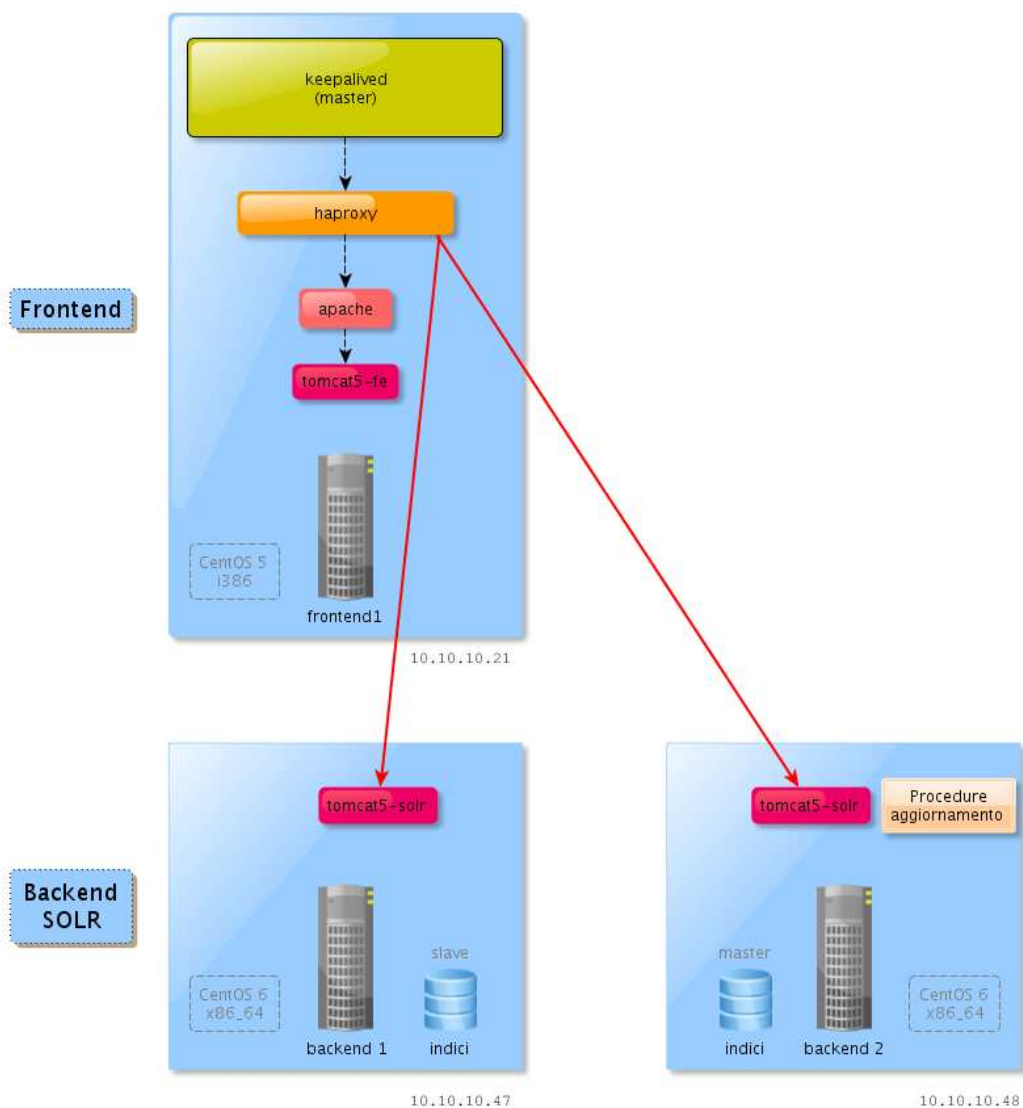 keepalived
(master)
haproxy
Frontend
apache
tomcat5-fe
CentOS 5
i386
frontend1
10.10.10.21
tomcat5-solr
tomcat5-solr
Procedure
aggiornamento
Backend
SOLR
slave
master
CentOS 6
x86_64
CentOS 6
x86_64
backend 1
indici
indici
backend 2
10.10.10.47
10.10.10.48